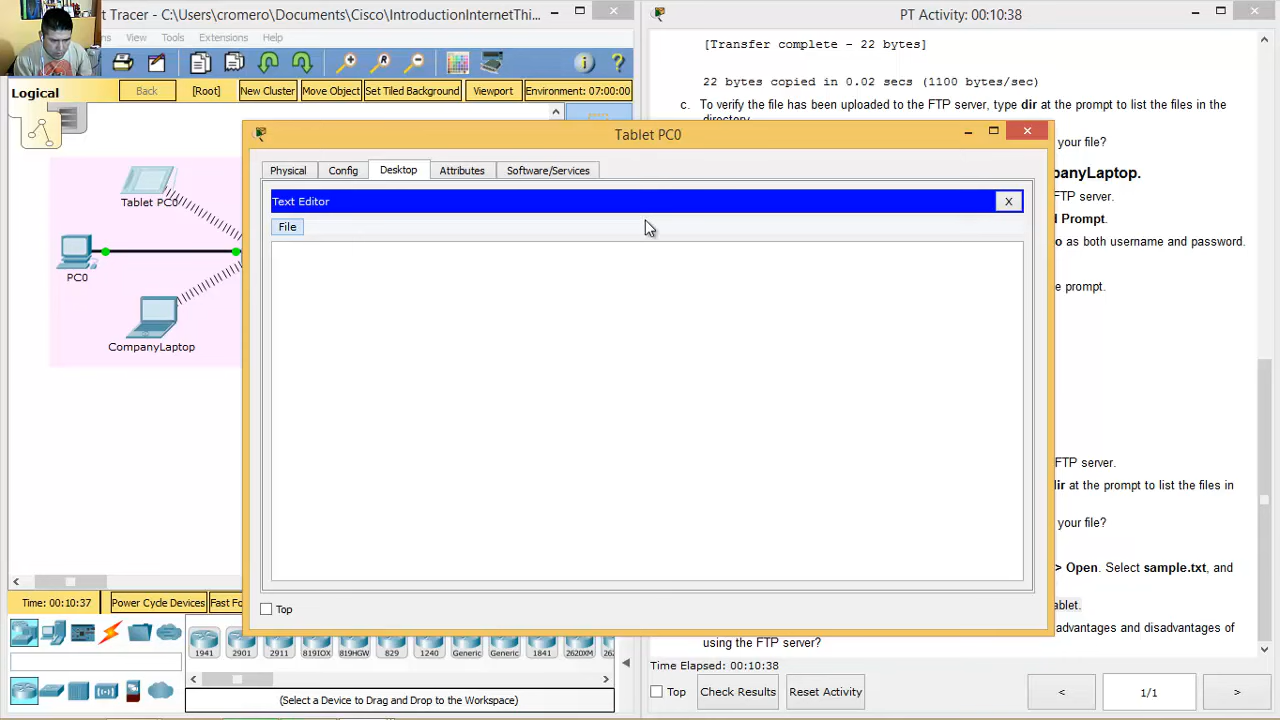 t Tracer - C:\Users\cromero\Documents\Cisco\IntroductionInternetThi...
View Tools Extensions Help
Logical
Back
[Root]
New Cluster
Move Object
Set Tiled Background
Viewport
Environment: 07:00:00
Tablet PC0
PC0
CompanyLaptop
Tablet PC0
Physical
Config
Desktop
Attributes
Software/Services
Text Editor
X
File
Top
PT Activity: 00:10:38
[Transfer complete - 22 bytes]
22 bytes copied in 0.02 secs (1100 bytes/sec)
c. To verify the file has been uploaded to the FTP server, type dir at the prompt to list the files in the
directory.
your file?
panyLaptop.
FTP server.
d Prompt.
o as both username and password.
e prompt.
FTP server.
dir at the prompt to list the files in
your file?
> Open. Select sample.txt, and
ablet.
advantages and disadvantages of
using the FTP server?
Time Elapsed: 00:10:38
Top
Check Results
Reset Activity
<
1/1
>
Time: 00:10:37
Power Cycle Devices
Fast Fo
1941
2901
2911
819IOX
819HGW
829
1240
Generic
Generic
1841
2620XM
26
(Select a Device to Drag and Drop to the Workspace)